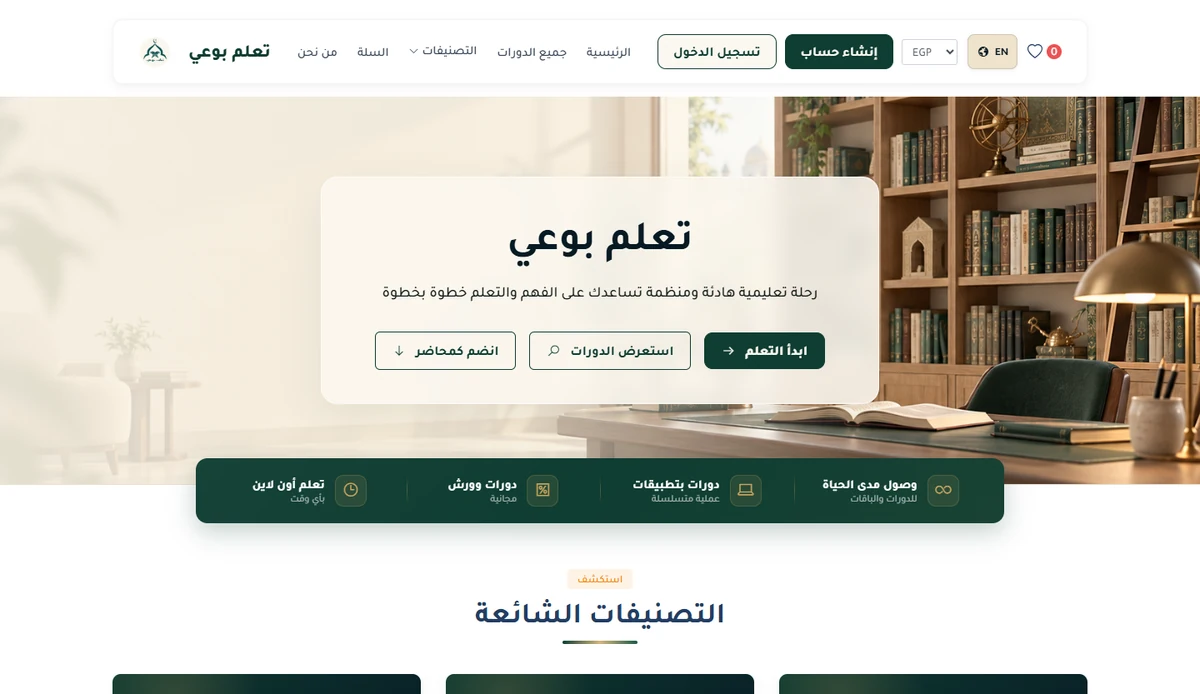 تعلم بوعي
من نحن
السلة
التصنيفات
جميع الدورات
الرئيسية
تسجيل الدخول
إنشاء حساب
EGP
EN
0
تعلم بوعي
رحلة تعليمية هادئة ومنظمة تساعدك على الفهم والتعلم خطوة بخطوة
ابدأ التعلم
استعرض الدورات
انضم كمحاضر
وصول مدى الحياة
للدورات والباقات
دورات بتطبيقات
عملية متسلسلة
دورات وورش
مجانية
تعلم أون لاين
بأي وقت
استكشف
التصنيفات الشائعة